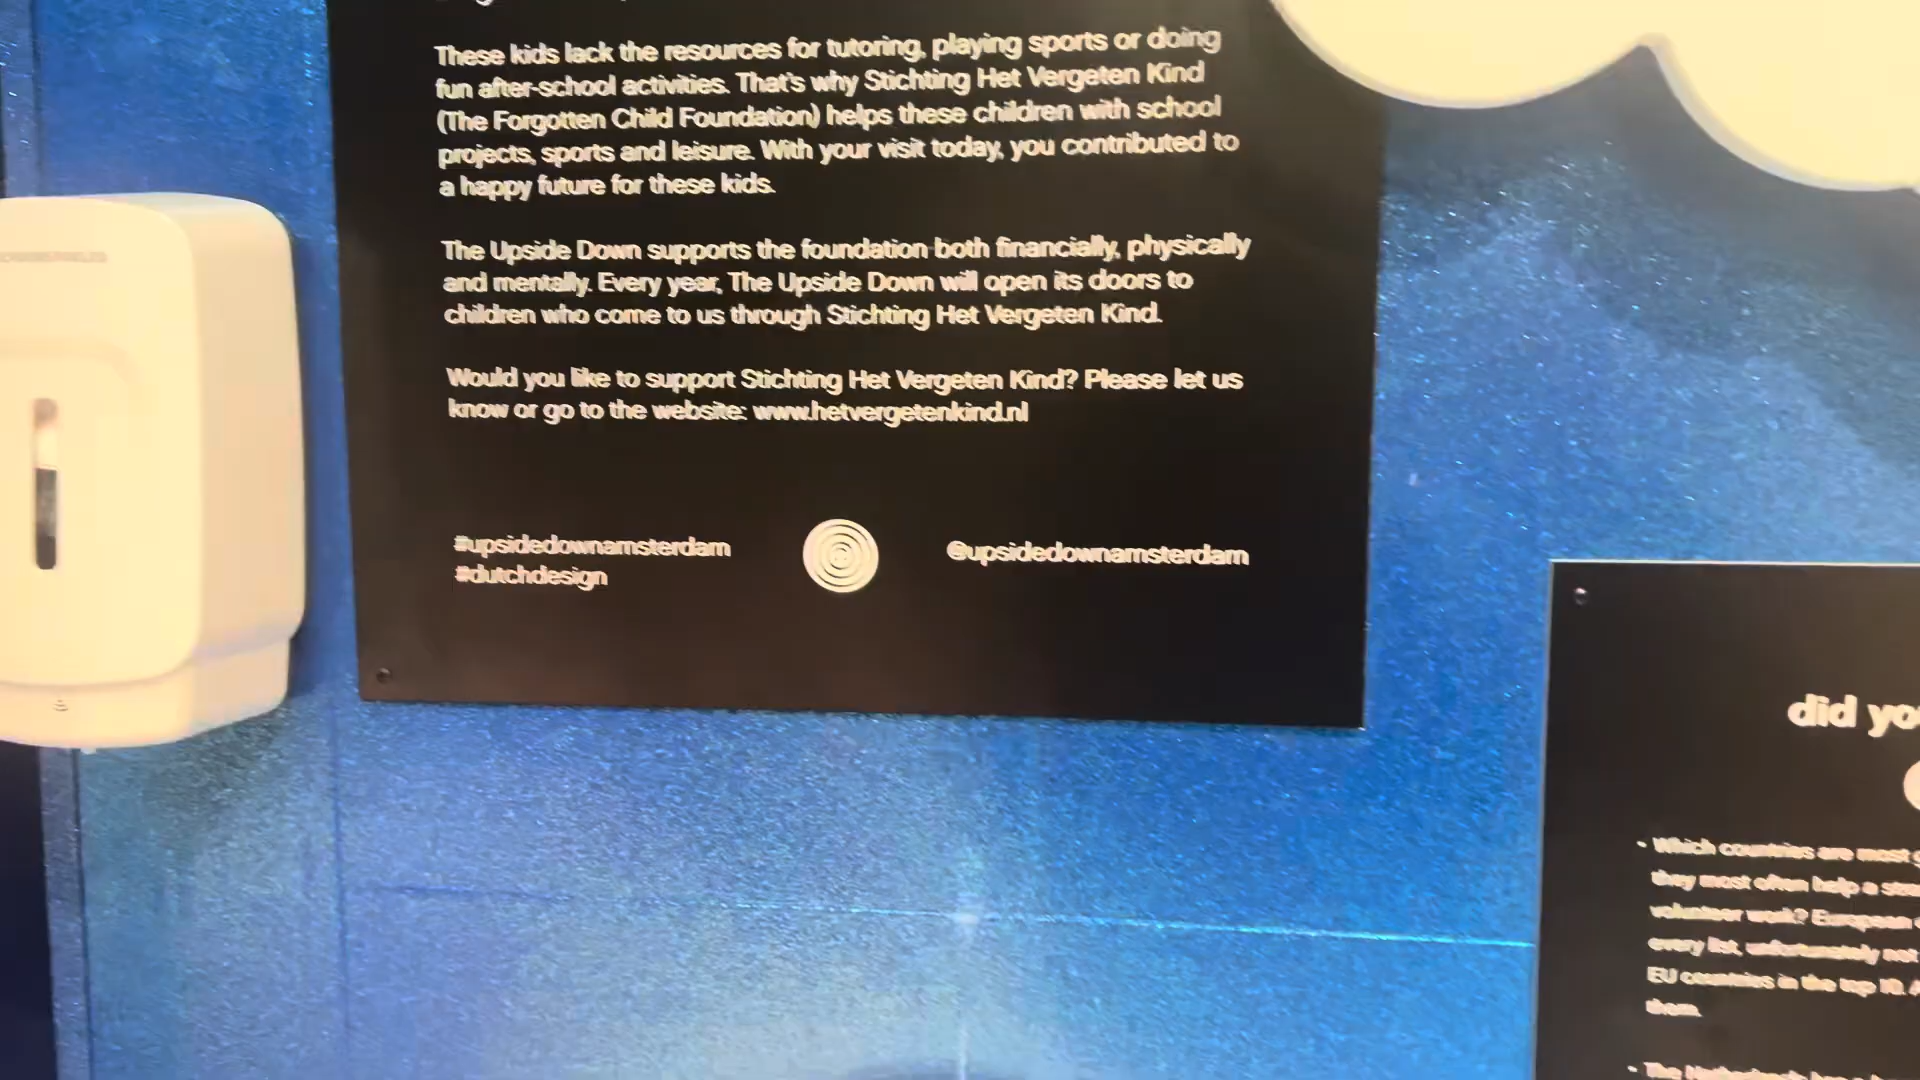 These kids lack the resources for tutoring, playing sports or doing
fun after-school activities. That's why Stichting Het Vergeten Kind
(The Forgotten Child Foundation) helps these children with school
projects, sports and leisure. With your visit today, you contributed to
a happy future for these kids.
The Upside Down supports the foundation both financially, physically
and mentally. Every year, The Upside Down will open its doors to
children who come to us through Stichting Het Vergeten Kind.
Would you like to support Stichting Het Vergeten Kind? Please let us
know or go to the website: www.hetvergetenkind.nl
#upsidedownamsterdam
#dutchdesign
@upsidedownamsterdam
did
• Which countries are most
they most often help a
volunteer work? European
every list, unfortunately not
EU countries in the top 10.
them.
• The Netherlands